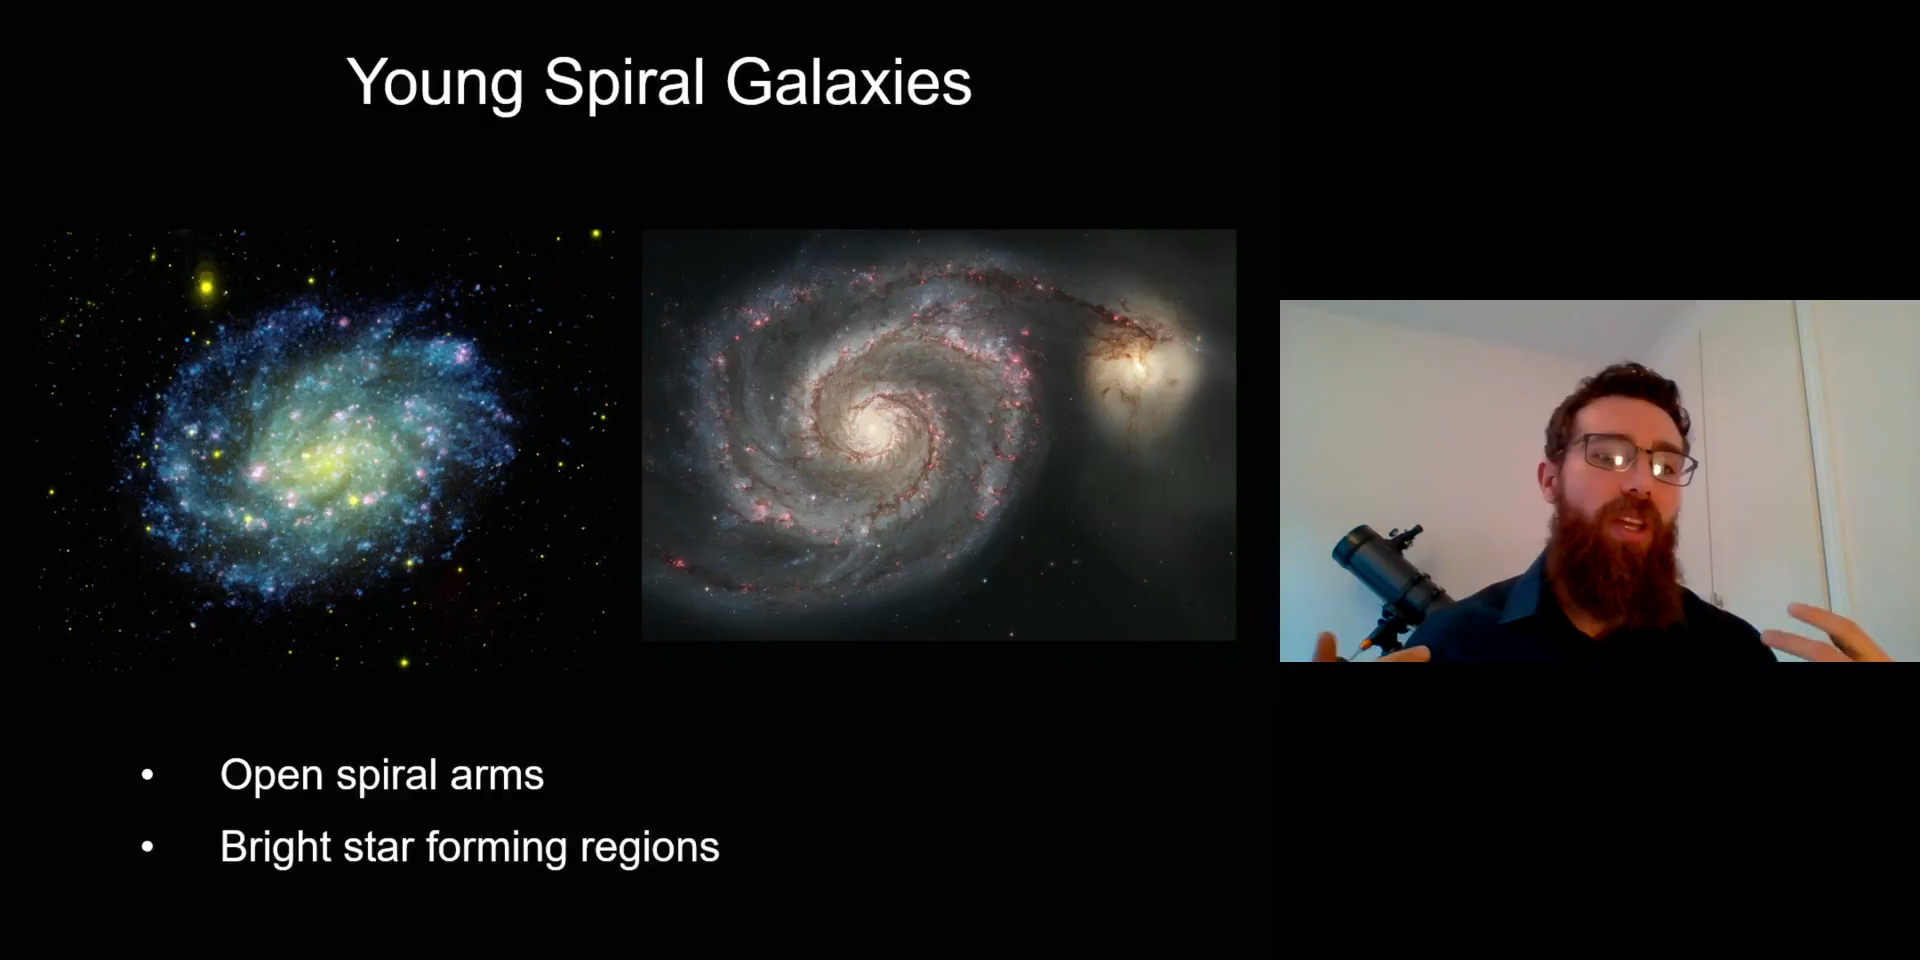 Young Spiral Galaxies
• Open spiral arms
• Bright star forming regions